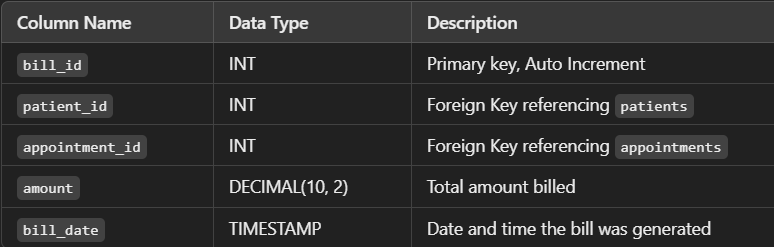 Column Name Data Type Description
bill_id INT Primary key, Auto Increment
patient_id INT Foreign Key referencing patients
appointment_id INT Foreign Key referencing appointments
amount DECIMAL(10, 2) Total amount billed
bill_date TIMESTAMP Date and time the bill was generated